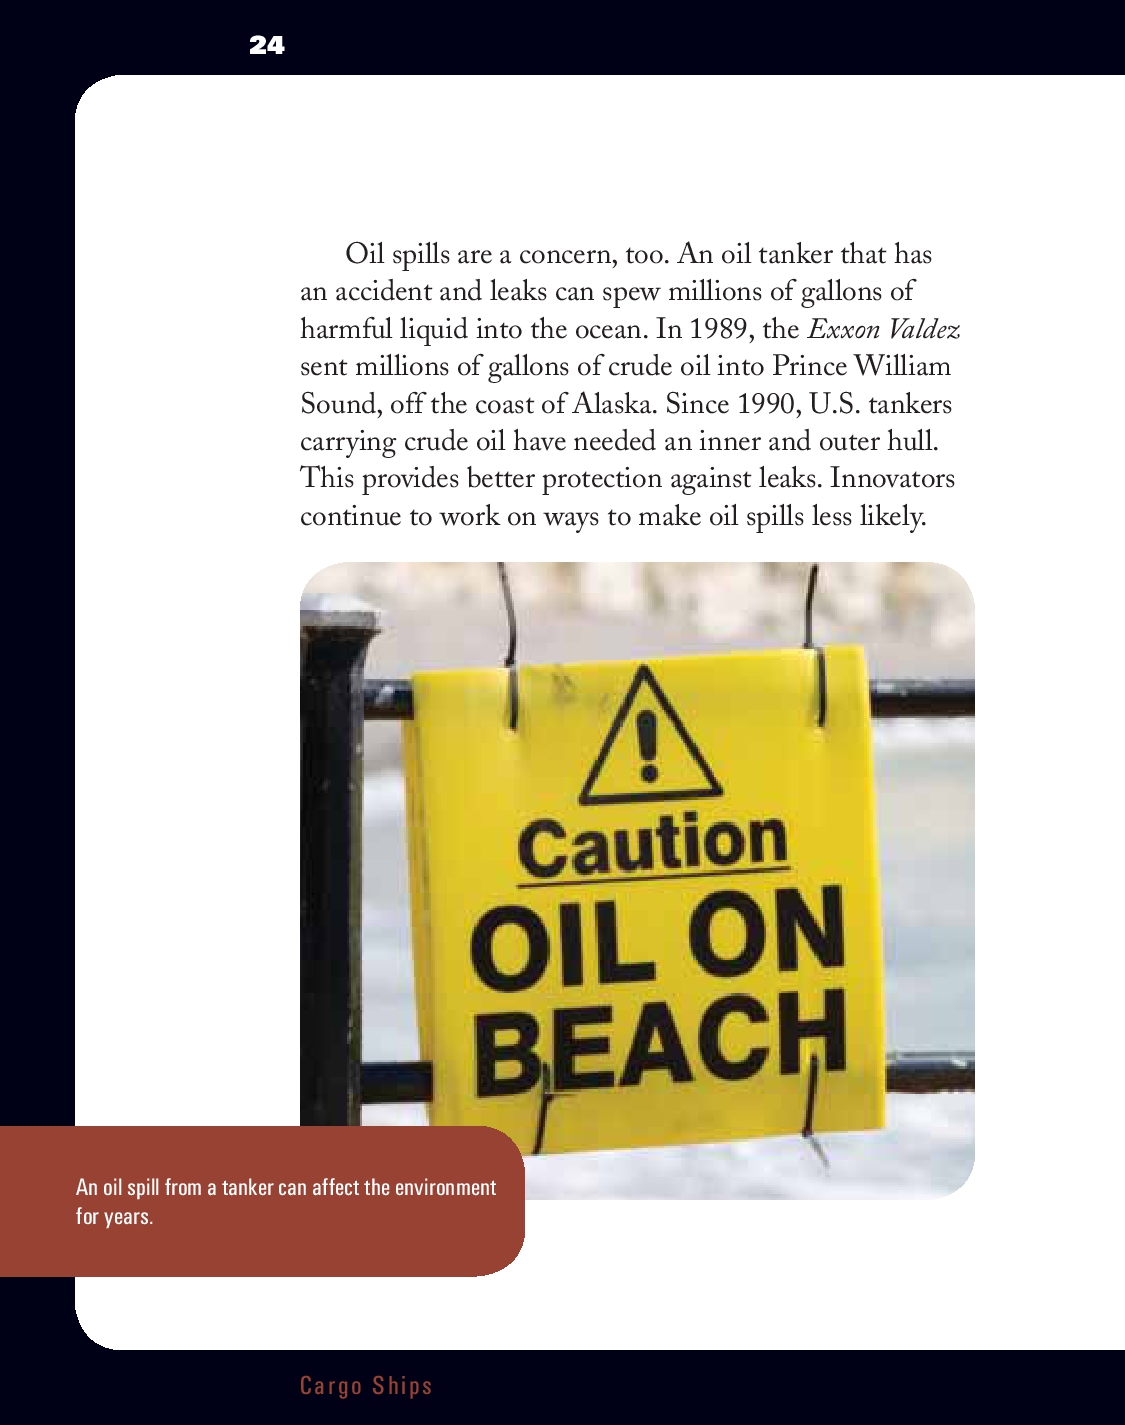 24
Oil spills are a concern, too. An oil tanker that has
an accident and leaks can spew millions of gallons of
harmful liquid into the ocean. In 1989, the Exxon Valdez
sent millions of gallons of crude oil into Prince William
Sound, off the coast of Alaska. Since 1990, U.S. tankers
carrying crude oil have needed an inner and outer hull.
This provides better protection against leaks. Innovators
continue to work on ways to make oil spills less likely.
Caution
OIL ON
BEACH
An oil spill from a tanker can affect the environment
for years.
Cargo Ships